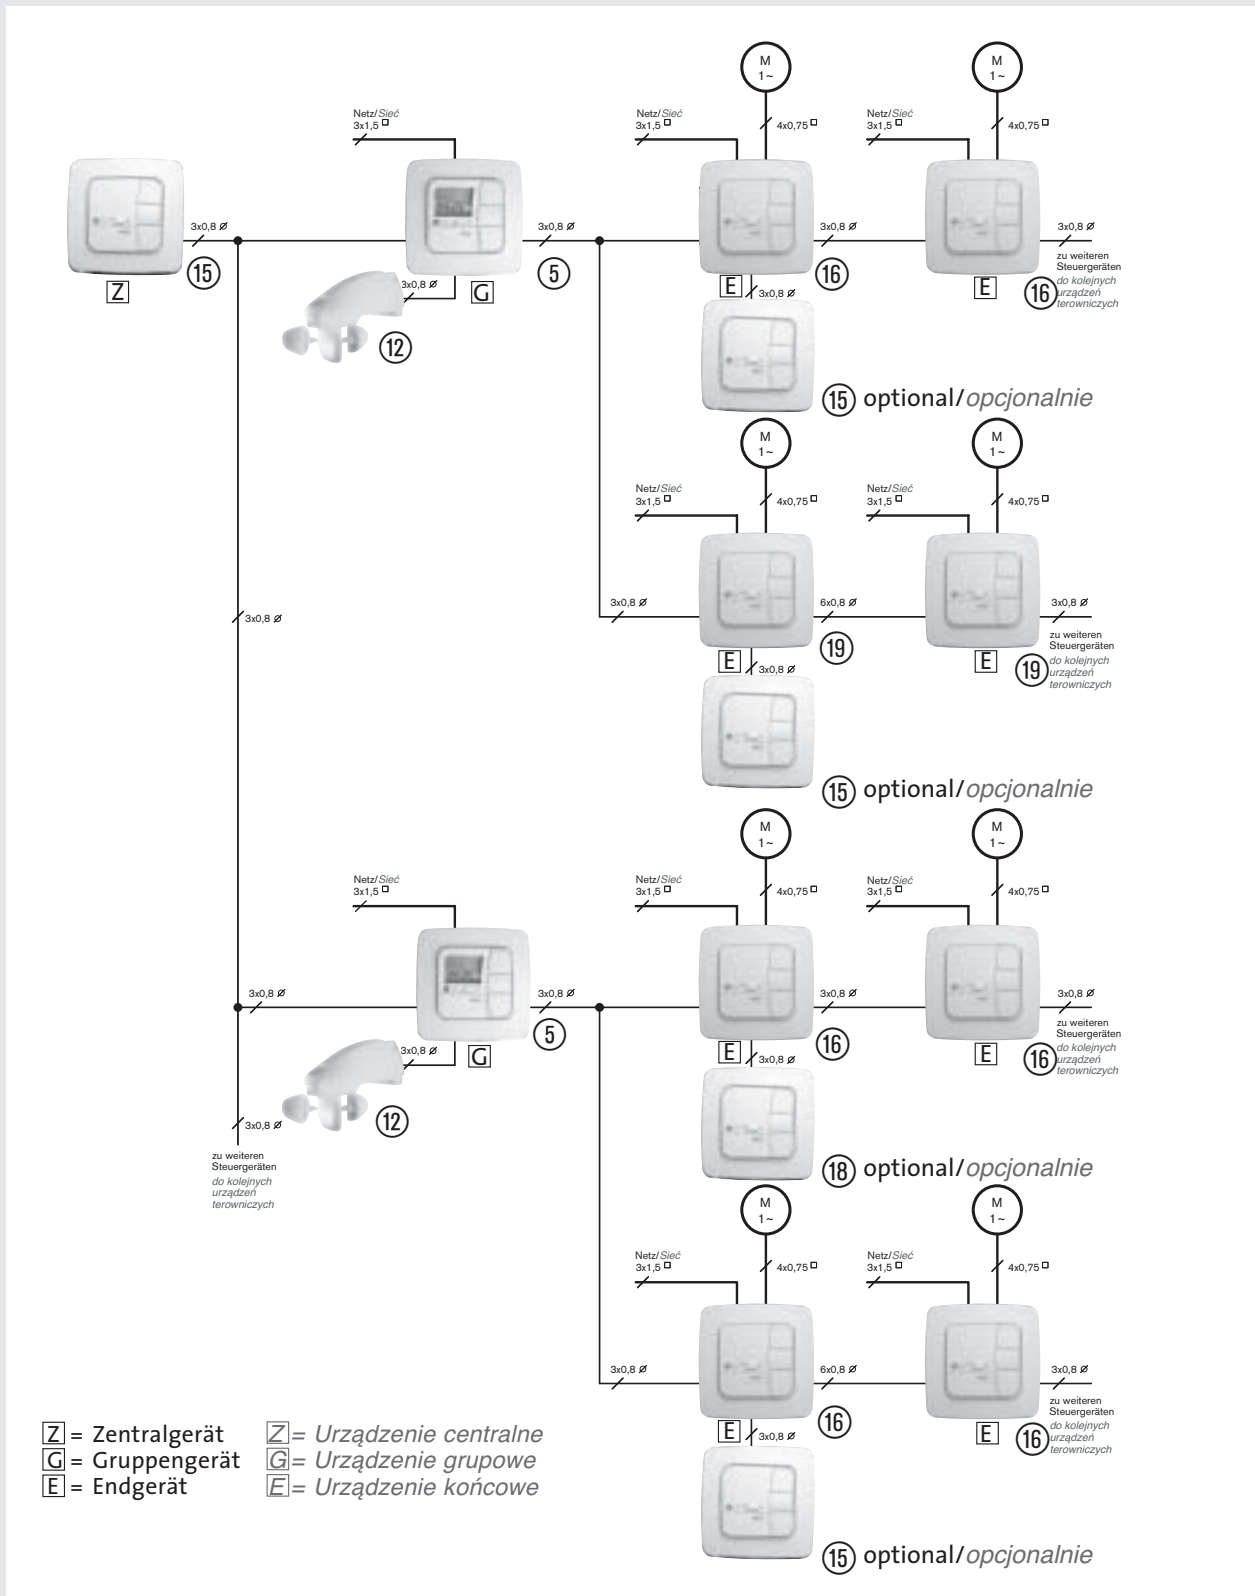 M
1~
M
1~
Netz/Sieć
3x1,5
Netz/Sieć
3x1,5
4x0,75
Netz/Sieć
3x1,5
4x0,75
3x0,8 ⌀
3x0,8 ⌀
3x0,8 ⌀
3x0,8 ⌀
15
5
16
zu weiteren
Steuergeräten
do kolejnych
urządzeń
terowniczych
16
Z
3x0,8 ⌀
G
E
3x0,8 ⌀
E
12
15 optional/opcjonalnie
M
1~
M
1~
Netz/Sieć
3x1,5
4x0,75
Netz/Sieć
3x1,5
4x0,75
3x0,8 ⌀
3x0,8 ⌀
6x0,8 ⌀
3x0,8 ⌀
19
zu weiteren
Steuergeräten
do kolejnych
urządzeń
terowniczych
19
E
3x0,8 ⌀
E
15 optional/opcjonalnie
M
1~
M
1~
Netz/Sieć
3x1,5
Netz/Sieć
3x1,5
4x0,75
Netz/Sieć
3x1,5
4x0,75
3x0,8 ⌀
3x0,8 ⌀
3x0,8 ⌀
3x0,8 ⌀
5
16
zu weiteren
Steuergeräten
do kolejnych
urządzeń
terowniczych
16
3x0,8 ⌀
G
E
3x0,8 ⌀
E
12
3x0,8 ⌀
zu weiteren
Steuergeräten
do kolejnych
urządzeń
terowniczych
18 optional/opcjonalnie
M
1~
M
1~
Netz/Sieć
3x1,5
4x0,75
Netz/Sieć
3x1,5
4x0,75
3x0,8 ⌀
6x0,8 ⌀
3x0,8 ⌀
16
zu weiteren
Steuergeräten
do kolejnych
urządzeń
terowniczych
16
E
3x0,8 ⌀
E
15 optional/opcjonalnie
Z = Zentralgerät
G = Gruppengerät
E = Endgerät
Z = Urządzenie centralne
G = Urządzenie grupowe
E = Urządzenie końcowe